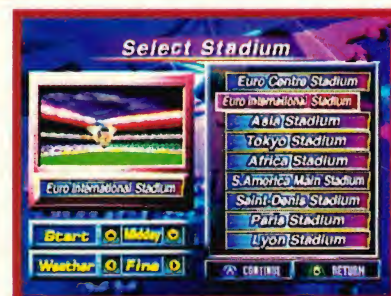 Select Stadium
Euro Centre Stadium
Euro International Stadium
Asia Stadium
Tokyo Stadium
Africa Stadium
S.America Main Stadium
Saint-Denis Stadium
Paris Stadium
Lyon Stadium
Euro International Stadium
Start Midday
Weather Fine
CONTINUE RETURN